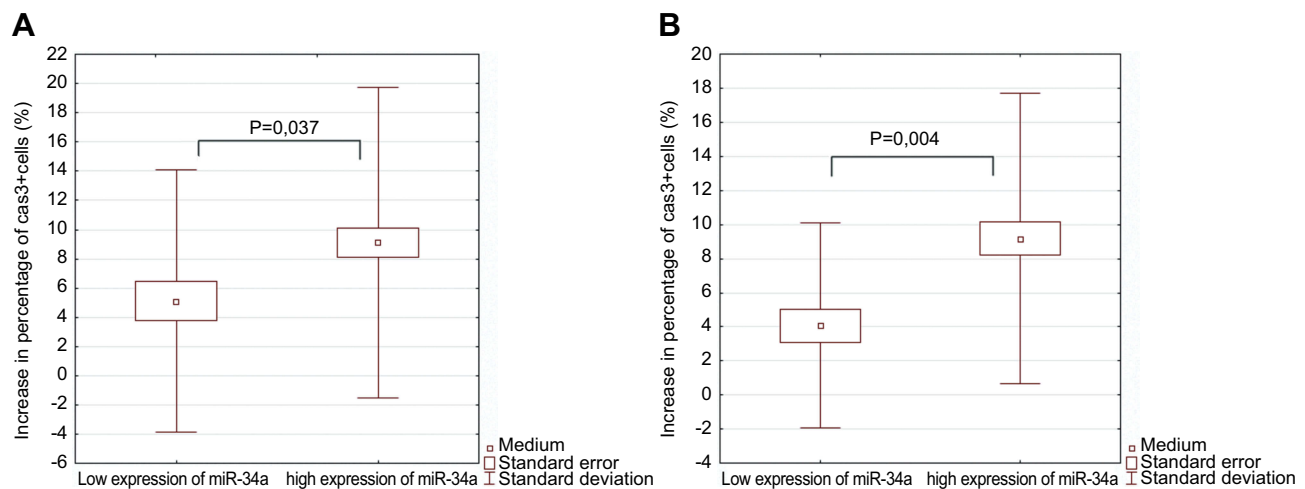 A
Increase in percentage of cas3+cells (%)
22
20
18
16
14
12
10
8
6
4
2
0
-2
-4
-6
P=0,037
Low expression of miR-34a
high expression of miR-34a
Medium
Standard error
Standard deviation
B
Increase in percentage of cas3+cells (%)
20
18
16
14
12
10
8
6
4
2
0
-2
-4
P=0,004
Low expression of miR-34a
high expression of miR-34a
Medium
Standard error
Standard deviation